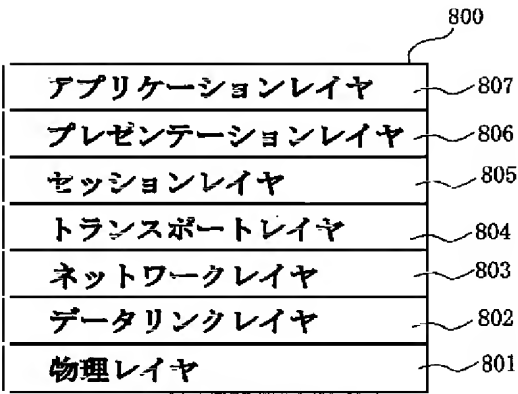 800
アプリケーションレイヤ 807
プレゼンテーションレイヤ 806
セッションレイヤ 805
トランスポートレイヤ 804
ネットワークレイヤ 803
データリンクレイヤ 802
物理レイヤ 801